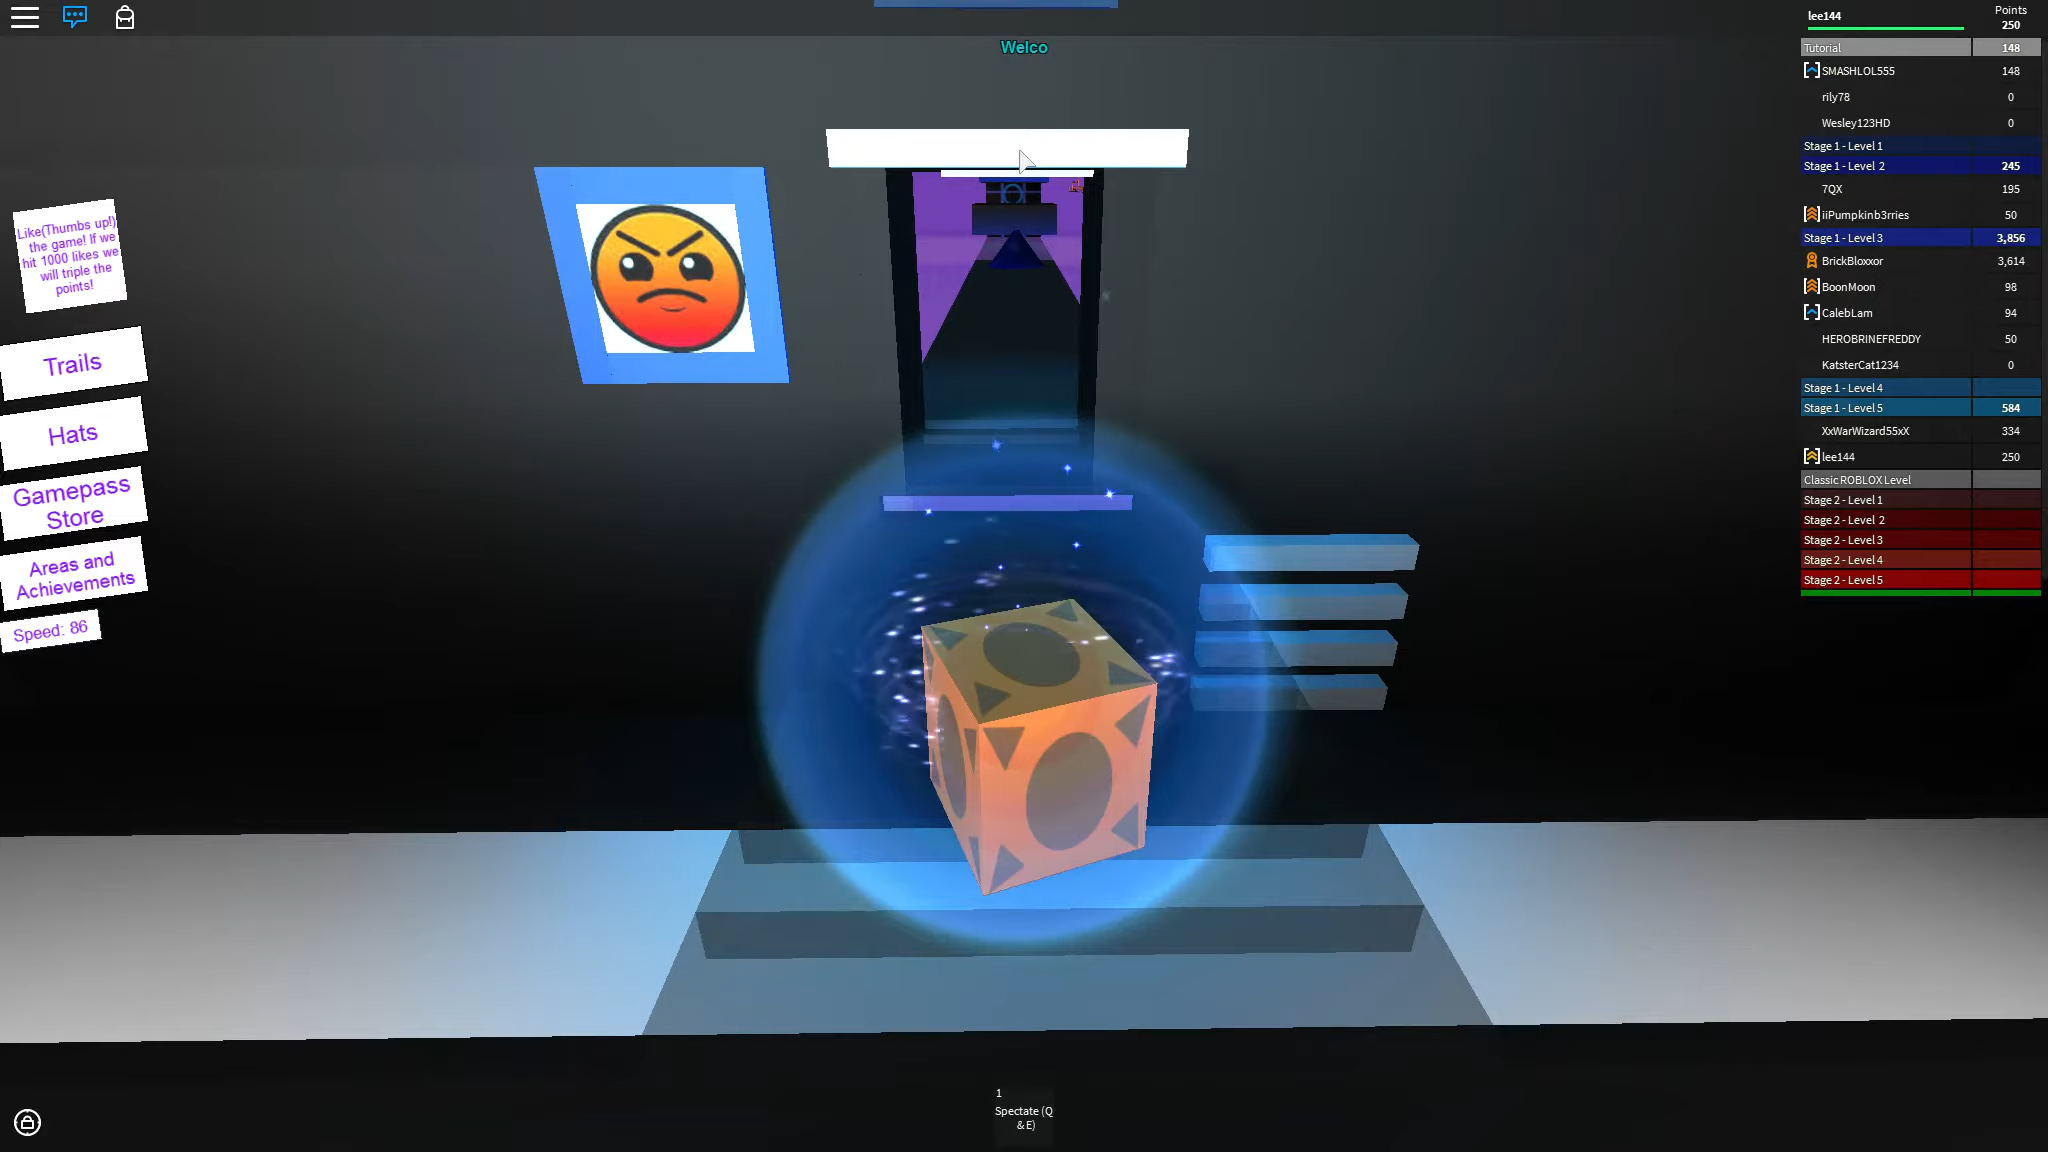 Welco
Like(Thumbs up!)
the game! If we
hit 1000 likes we
will triple the
points!
Trails
Hats
Gamepass
Store
Areas and
Achievements
Speed: 86
lee144
Points
250
Tutorial 148
SMASHLOL555 148
rily78 0
Wesley123HD 0
Stage 1 - Level 1
Stage 1 - Level 2 245
7QX 195
iiPumpkinb3rries 50
Stage 1 - Level 3 3,856
BrickBloxxor 3,614
BoonMoon 98
CalebLam 94
HEROBRINEFREDDY 50
KatsterCat1234 0
Stage 1 - Level 4
Stage 1 - Level 5 584
XxWarWizard55xX 334
lee144 250
Classic ROBLOX Level
Stage 2 - Level 1
Stage 2 - Level 2
Stage 2 - Level 3
Stage 2 - Level 4
Stage 2 - Level 5
1
Spectate (Q
& E)